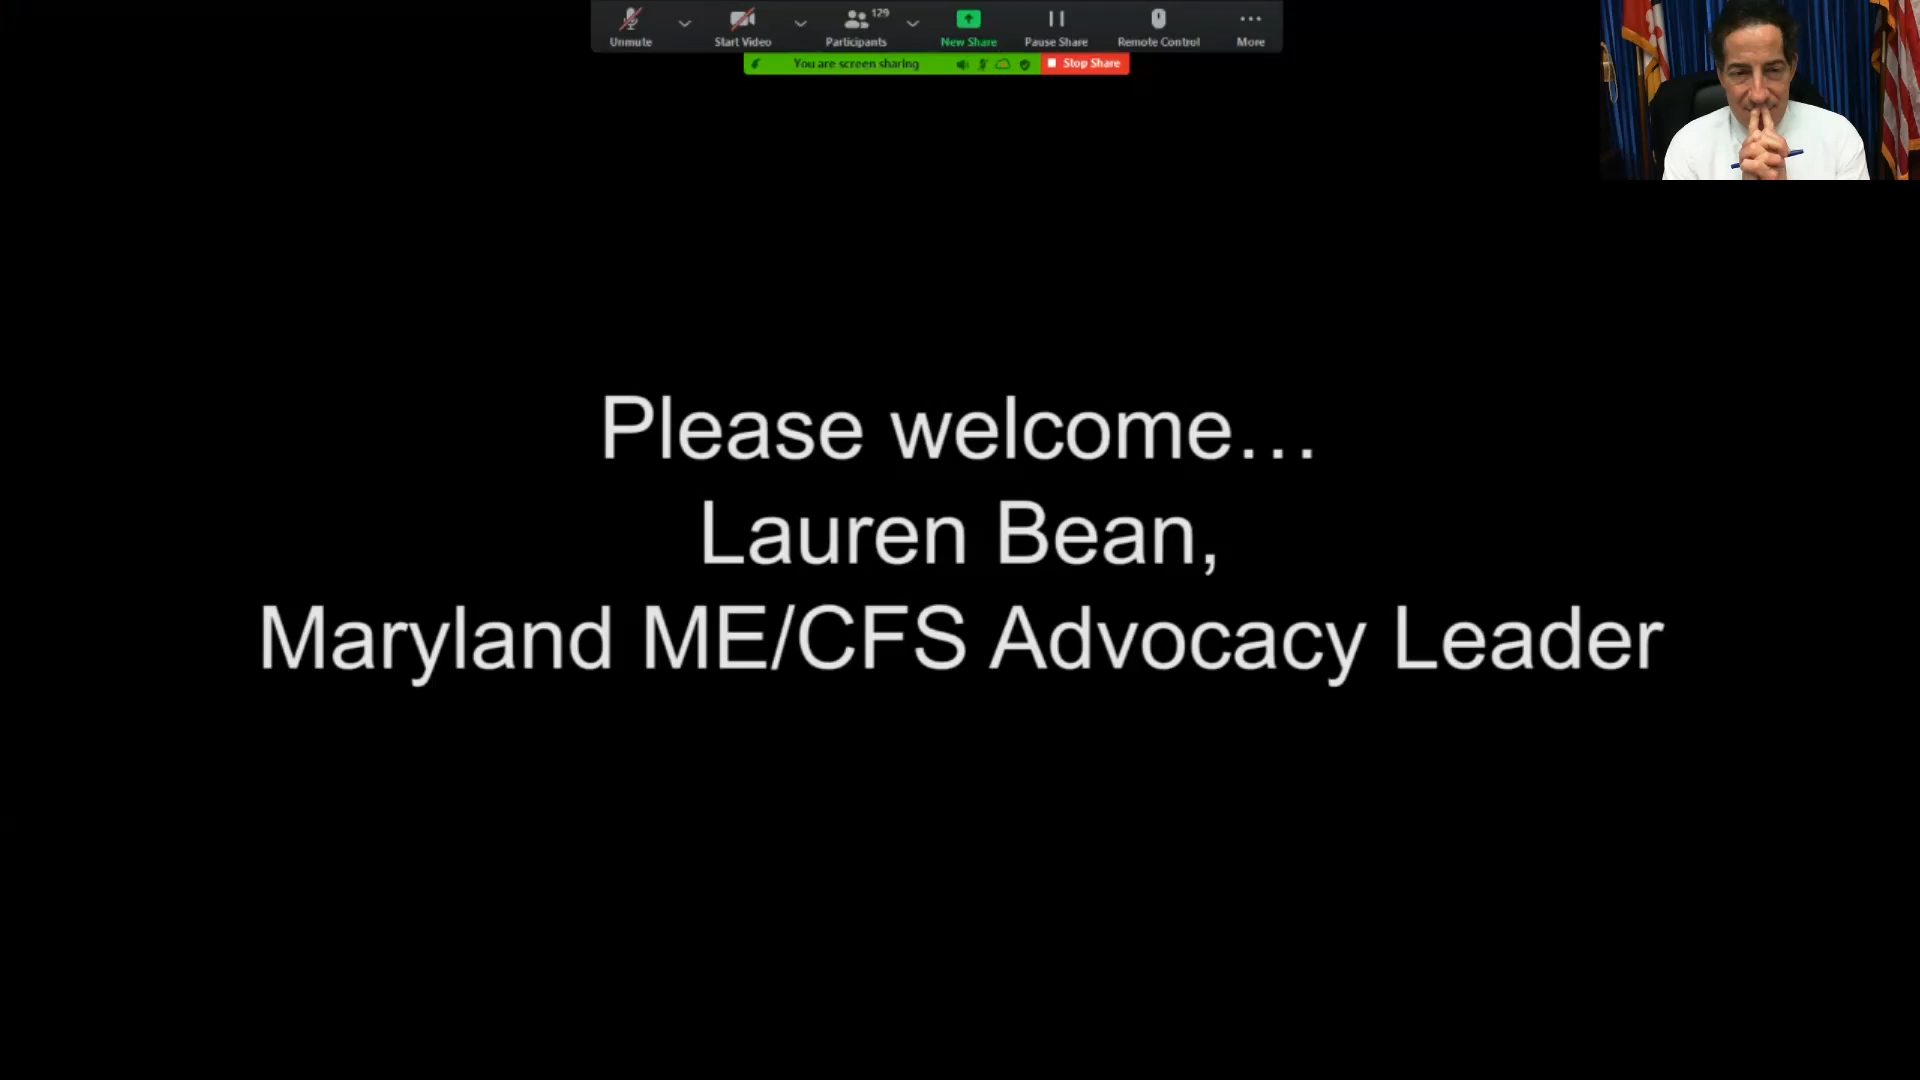 129
Unmute
Start Video
Participants
New Share
Pause Share
Remote Control
More
You are screen sharing
Stop Share
Please welcome…
Lauren Bean,
Maryland ME/CFS Advocacy Leader